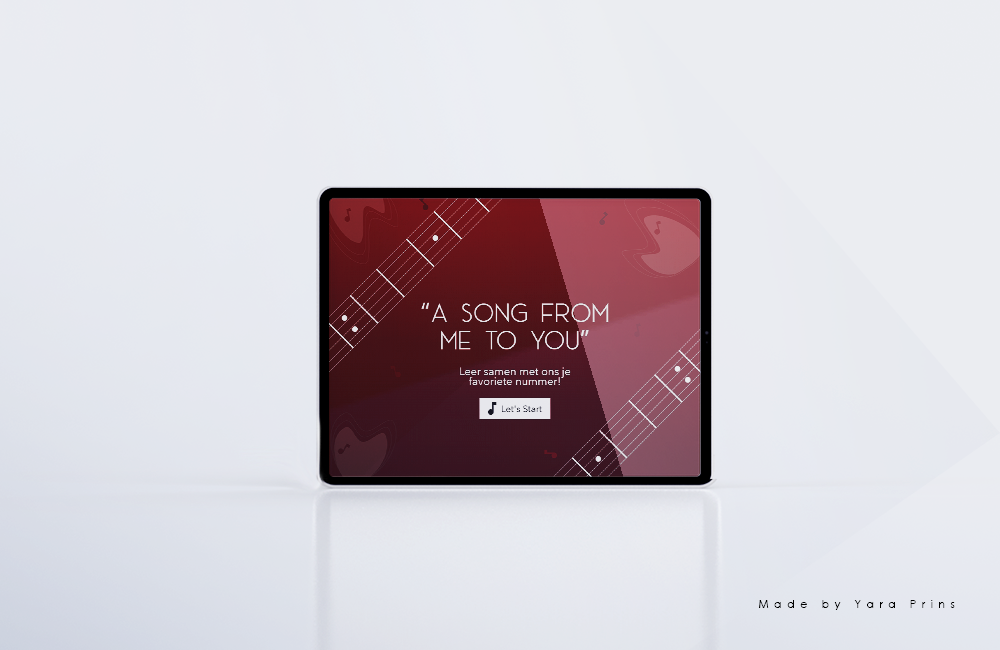 “A SONG FROM
ME TO YOU”
Leer samen met ons je
favoriete nummer!
Let's Start
Made by Yara Prins